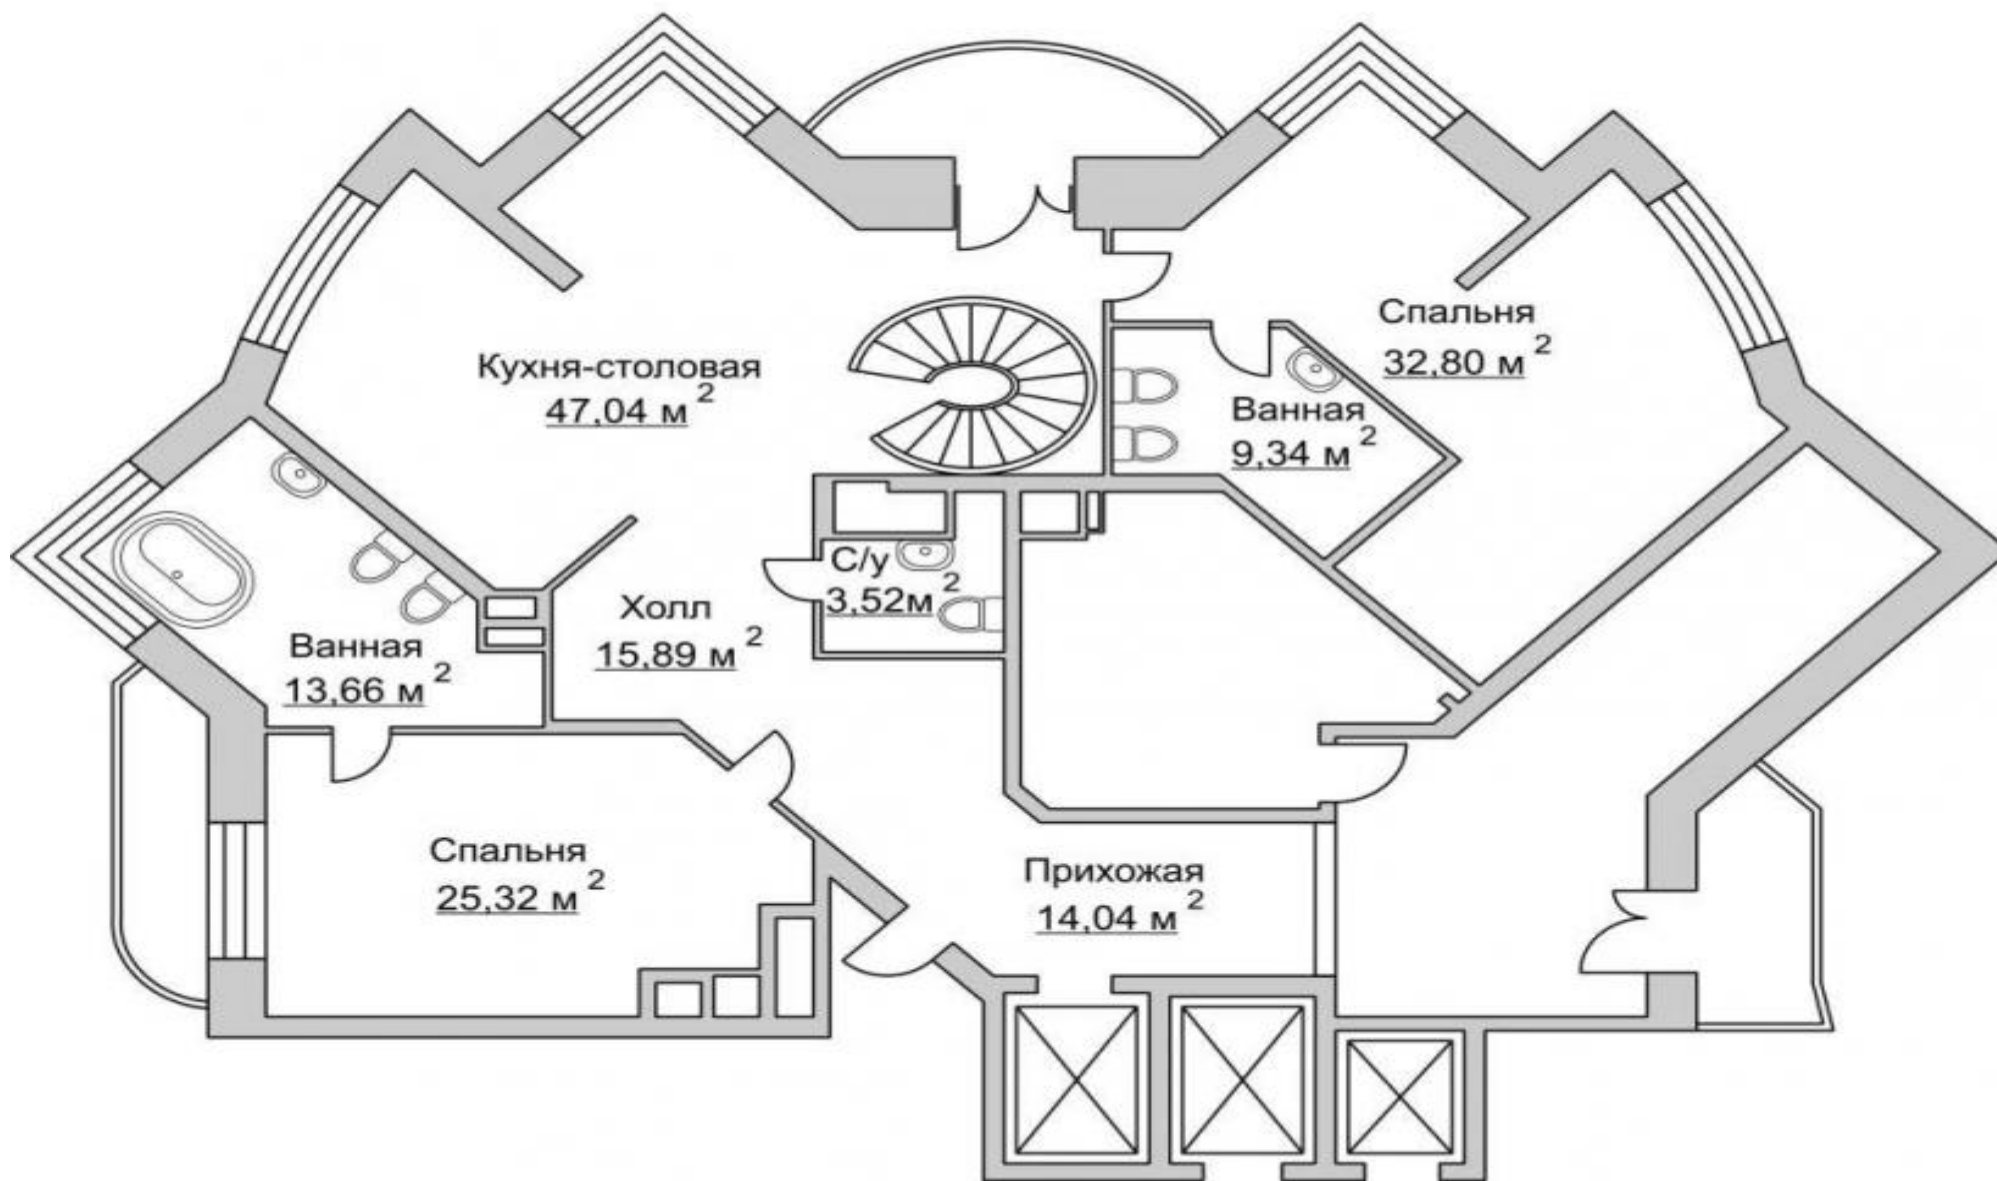 Спальня
32,80 м²
Кухня-столовая
47,04 м²
Ванная
9,34 м²
С/у
3,52м²
Холл
15,89 м²
Ванная
13,66 м²
Спальня
25,32 м²
Прихожая
14,04 м²